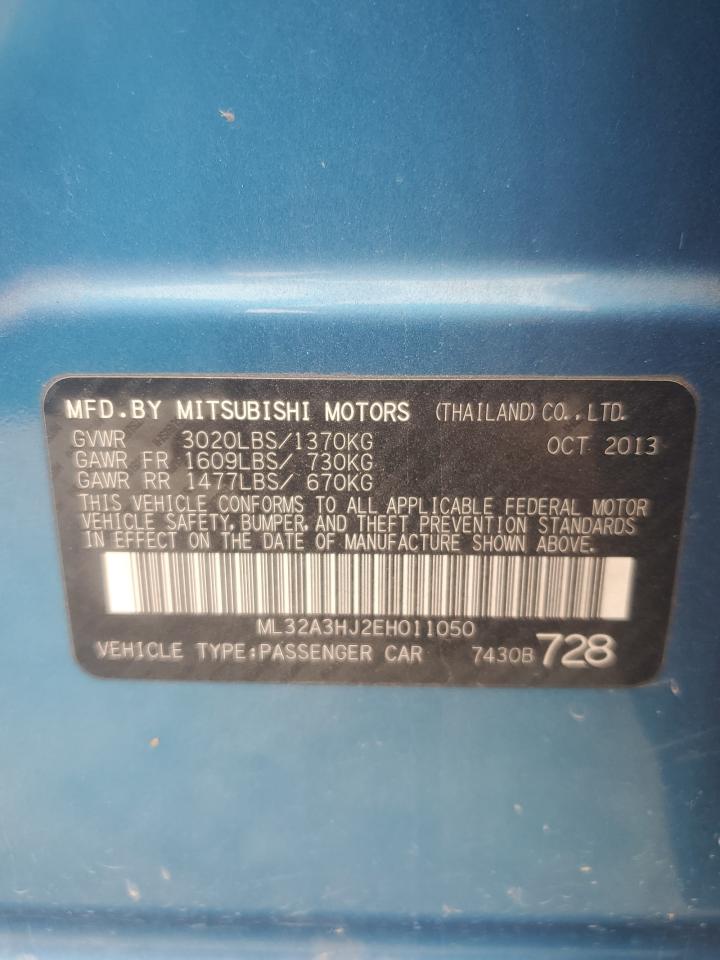 MFD.BY MITSUBISHI MOTORS (THAILAND) CO.,LTD.
GVWR 3020LBS/1370KG OCT 2013
GAWR FR 1609LBS/ 730KG
GAWR RR 1477LBS/ 670KG
THIS VEHICLE CONFORMS TO ALL APPLICABLE FEDERAL MOTOR
VEHICLE SAFETY, BUMPER, AND THEFT PREVENTION STANDARDS
IN EFFECT ON THE DATE OF MANUFACTURE SHOWN ABOVE.
ML32A3HJ2EH011050
VEHICLE TYPE:PASSENGER CAR 7430B 728